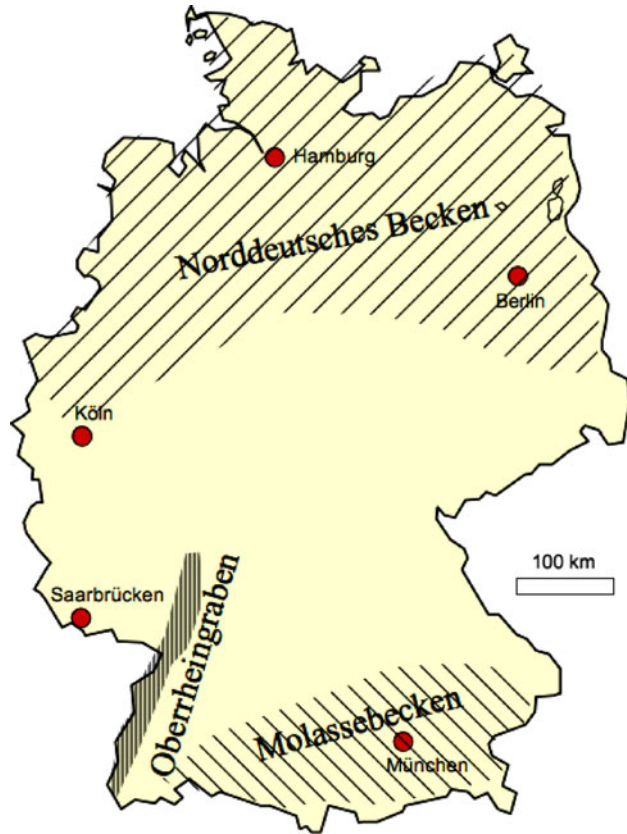 Hamburg
Norddeutsches Becken
Berlin
Köln
100 km
Saarbrücken
Oberrheingraben
Molassebecken
München